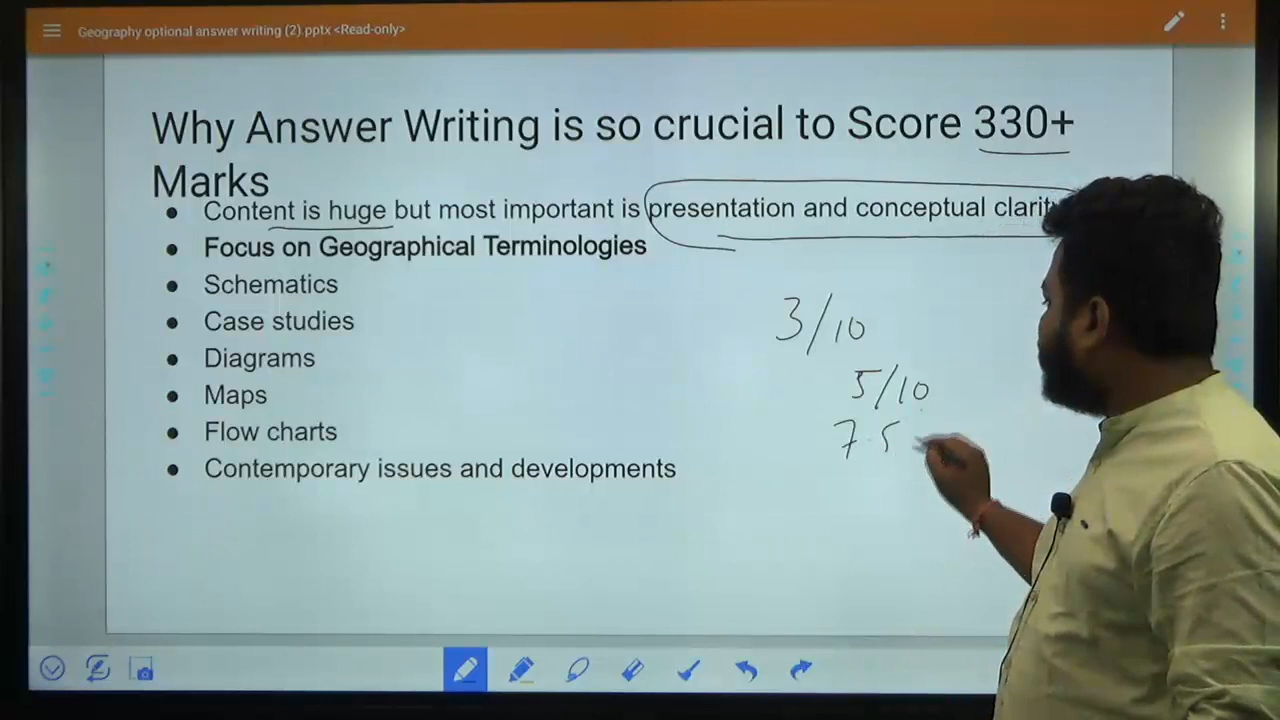 Geography optional answer writing (2).pptx <Read-only>
Why Answer Writing is so crucial to Score 330+
Marks
● Content is huge but most important is presentation and conceptual clarity
● Focus on Geographical Terminologies
● Schematics
● Case studies
● Diagrams
● Maps
● Flow charts
● Contemporary issues and developments
3/10
5/10
7.5